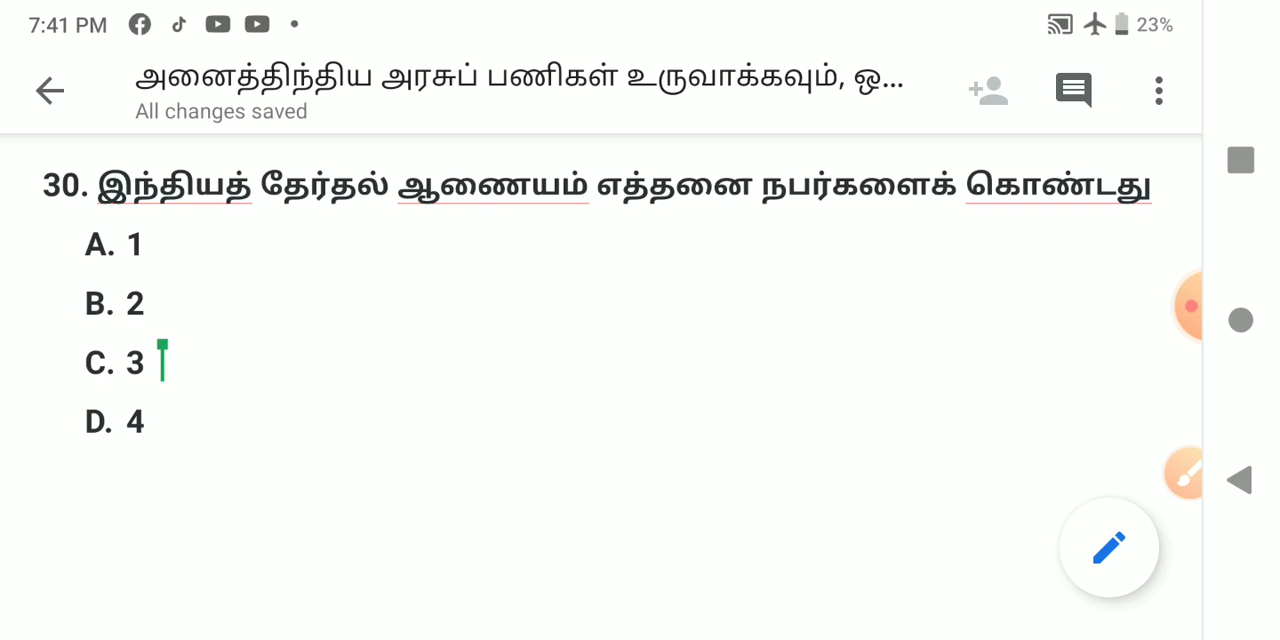 7:41 PM 23%
அனைத்திந்திய அரசுப் பணிகள் உருவாக்கவும், ஒ...
All changes saved
30. இந்தியத் தேர்தல் ஆணையம் எத்தனை நபர்களைக் கொண்டது
A. 1
B. 2
C. 3
D. 4